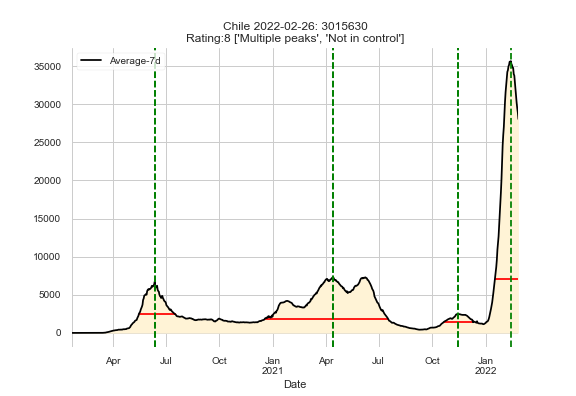 Chile 2022-02-26: 3015630
Rating:8 ['Multiple peaks', 'Not in control']
Average-7d
35000
30000
25000
20000
15000
10000
5000
0
Apr Jul Oct Jan Apr Jul Oct Jan
2021 2022
Date